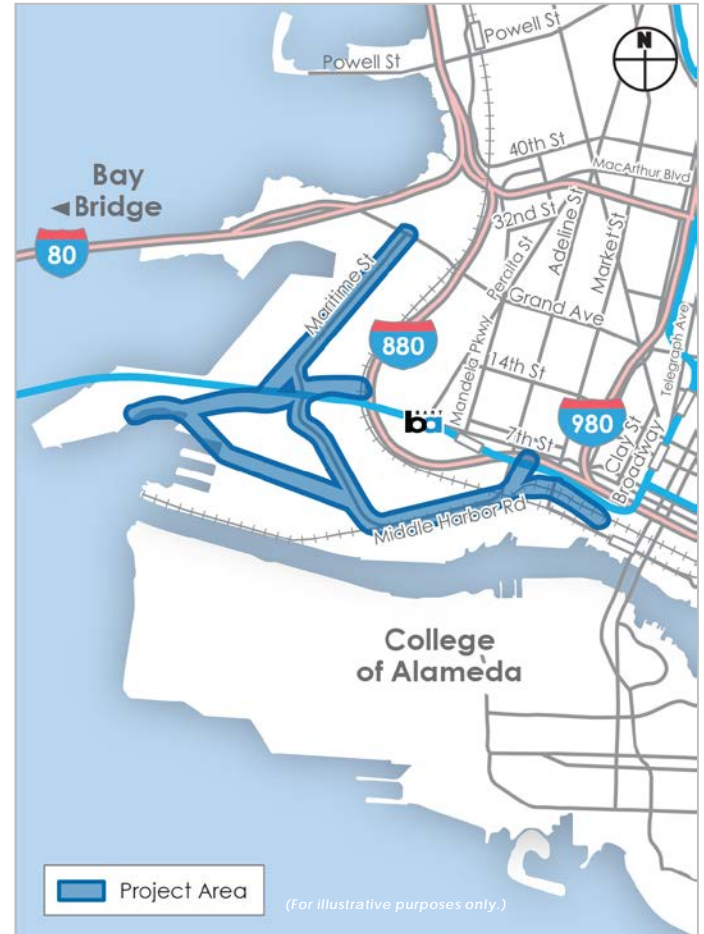 Powell St
Powell St
N
40th St
MacArthur Blvd
Bay
Bridge
80
32nd St
Peralta St
Adeline St
Market St
Maritime St
Grand Ave
880
14th St
Telegraph Ave
Mandela Pkwy
BART
ba
980
7th St
Clay St
Broadway
Middle Harbor Rd
College
of Alameda
Project Area
(For illustrative purposes only.)